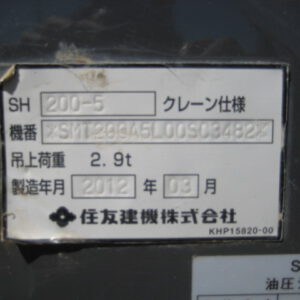 SH 200-5 クレーン仕様
機番
吊上荷重 2.9t
製造年月 2012 年 03 月
住友建機株式会社
KHP15820-00
S
油圧